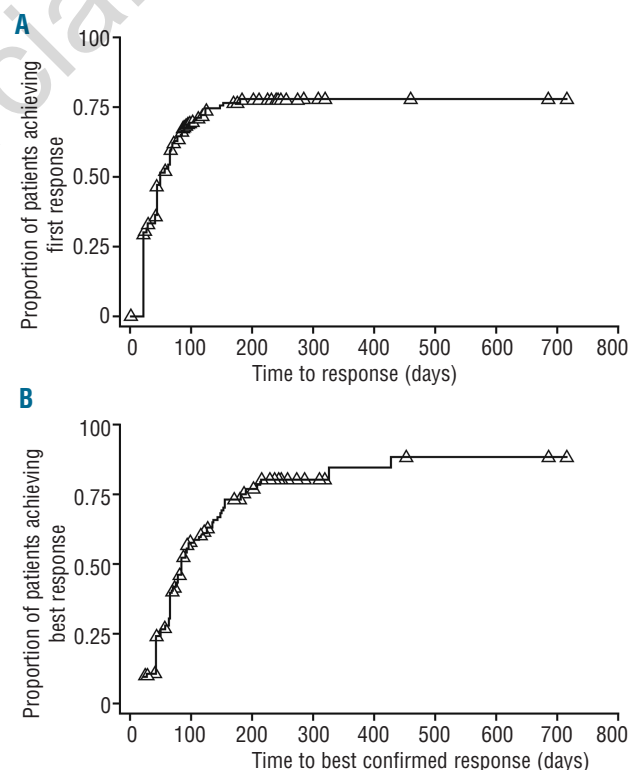 A
Proportion of patients achieving
first response
100
0.75
0.50
0.25
0
0 100 200 300 400 500 600 700 800
Time to response (days)
B
Proportion of patients achieving
best response
100
0.75
0.50
0.25
0
0 100 200 300 400 500 600 700 800
Time to best confirmed response (days)